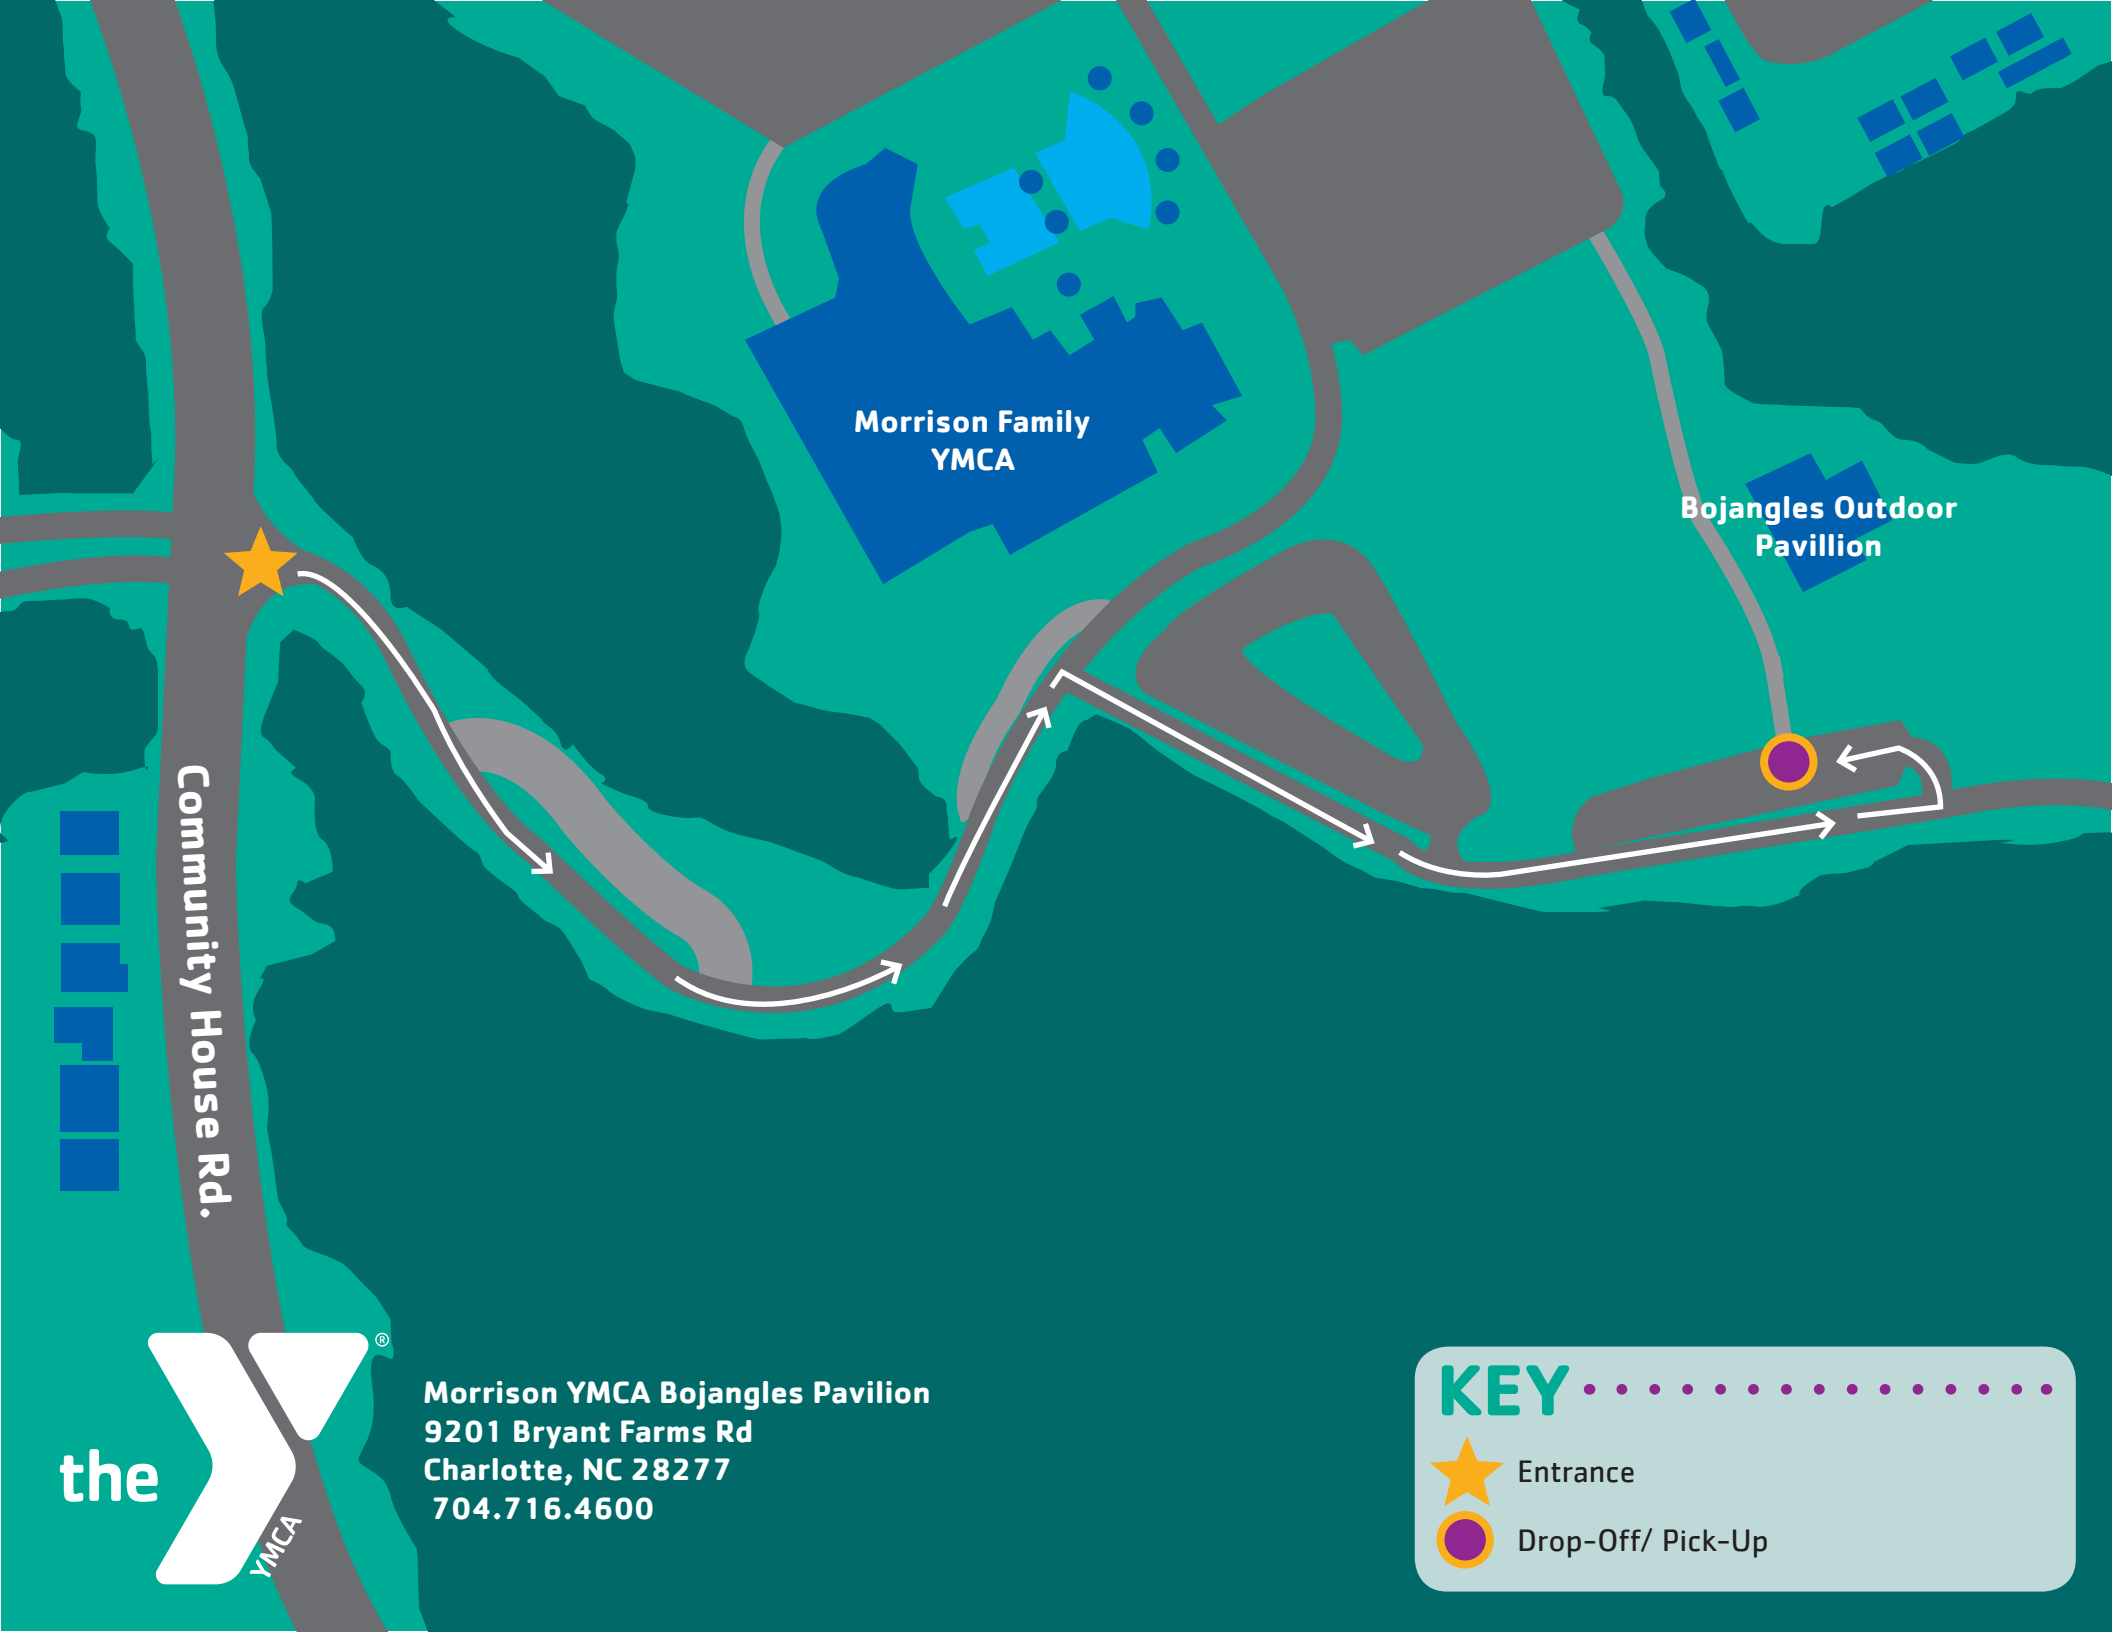 Morrison Family
YMCA
Bojangles Outdoor
Pavillion
Community House Rd.
the
®
YMCA
Morrison YMCA Bojangles Pavilion
9201 Bryant Farms Rd
Charlotte, NC 28277
704.716.4600
KEY
Entrance
Drop-Off/ Pick-Up